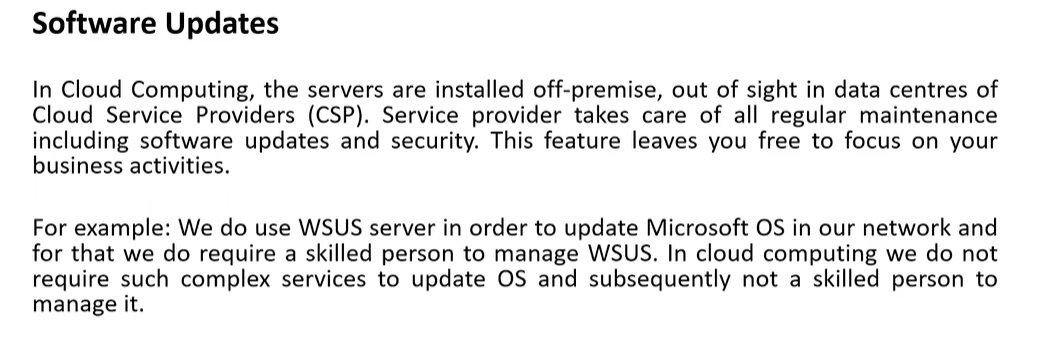 Software Updates
In Cloud Computing, the servers are installed off-premise, out of sight in data centres of
Cloud Service Providers (CSP). Service provider takes care of all regular maintenance
including software updates and security. This feature leaves you free to focus on your
business activities.
For example: We do use WSUS server in order to update Microsoft OS in our network and
for that we do require a skilled person to manage WSUS. In cloud computing we do not
require such complex services to update OS and subsequently not a skilled person to
manage it.